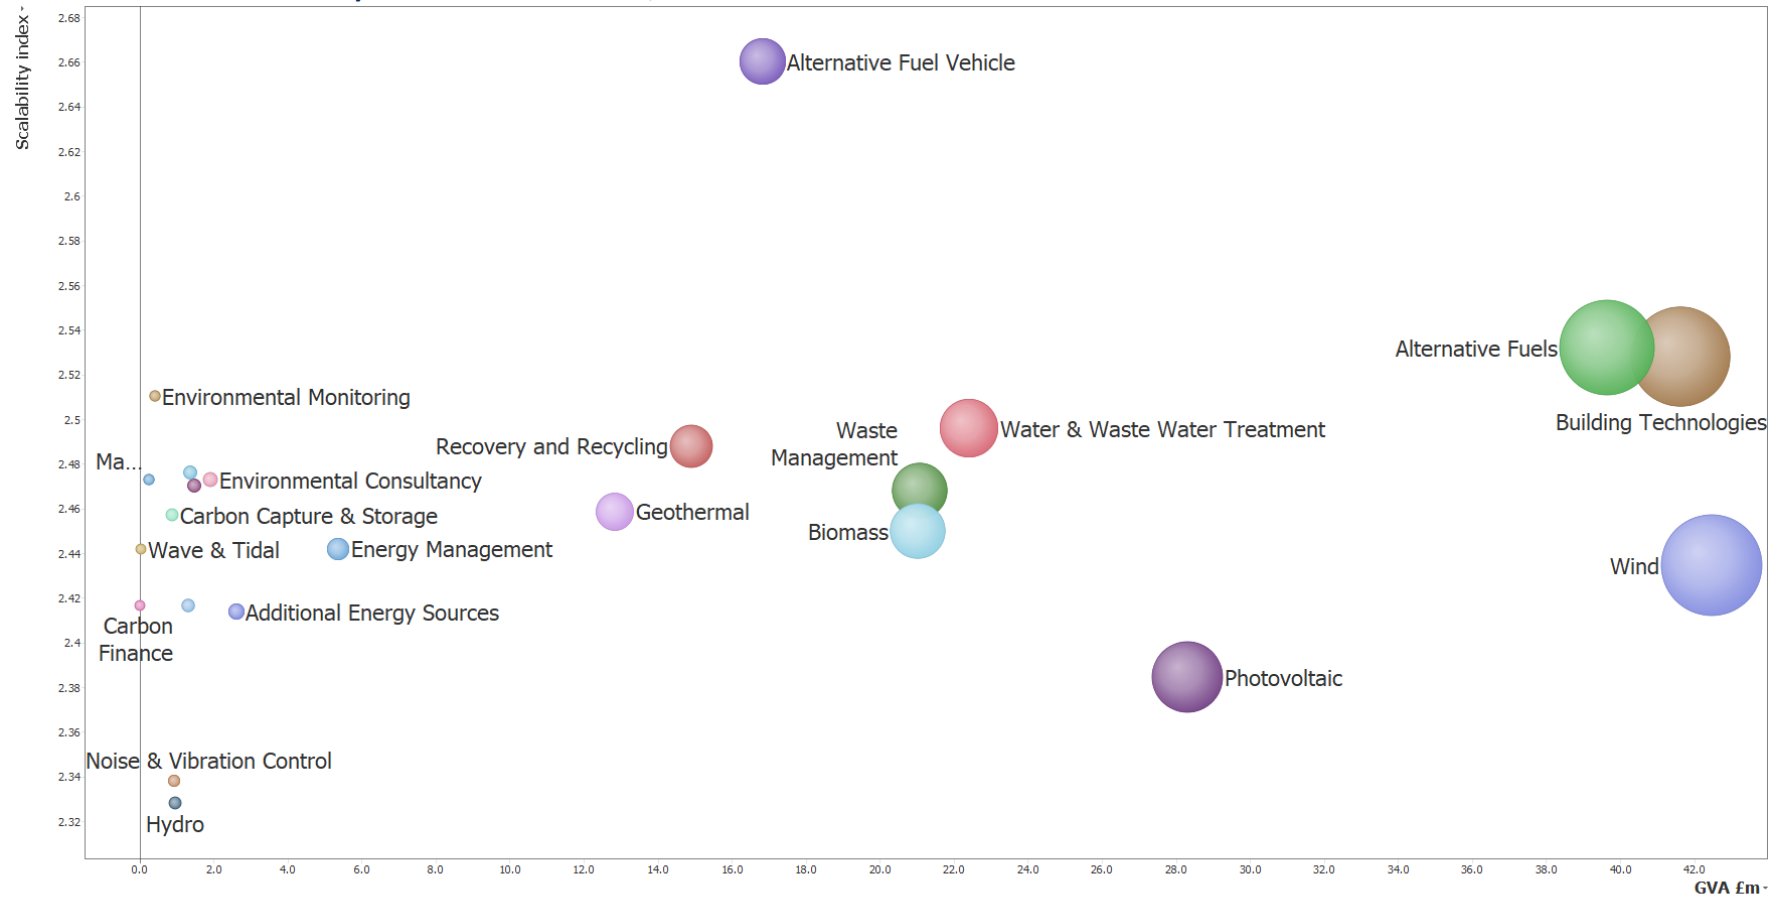 Scalability index
2.68
2.66
2.64
2.62
2.6
2.58
2.56
2.54
2.52
2.5
2.48
2.46
2.44
2.42
2.4
2.38
2.36
2.34
2.32
Alternative Fuel Vehicle
Alternative Fuels
Building Technologies
Environmental Monitoring
Recovery and Recycling
Waste
Management
Water & Waste Water Treatment
Ma...
Environmental Consultancy
Carbon Capture & Storage
Geothermal
Biomass
Wave & Tidal
Energy Management
Wind
Additional Energy Sources
Carbon
Finance
Photovoltaic
Noise & Vibration Control
Hydro
0.0 2.0 4.0 6.0 8.0 10.0 12.0 14.0 16.0 18.0 20.0 22.0 24.0 26.0 28.0 30.0 32.0 34.0 36.0 38.0 40.0 42.0
GVA £m